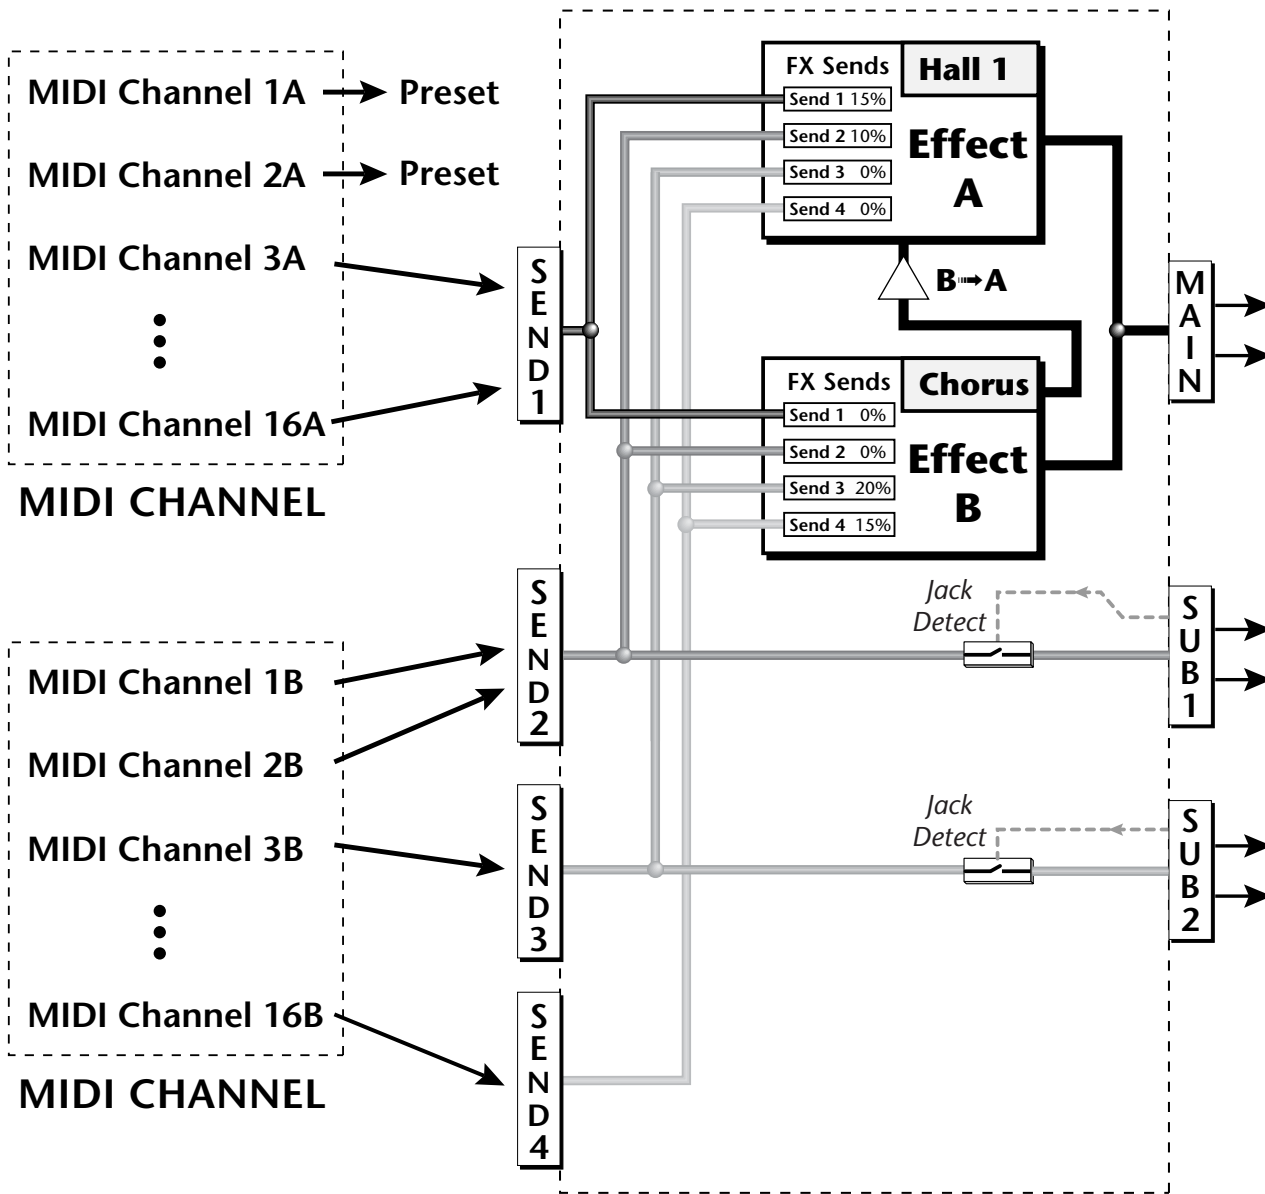 MIDI Channel 1A
Preset
MIDI Channel 2A
Preset
MIDI Channel 3A
MIDI Channel 16A
MIDI CHANNEL
SEND1
FX Sends
Hall 1
Send 1 15%
Send 2 10%
Send 3 0%
Send 4 0%
Effect
A
B A
FX Sends
Chorus
Send 1 0%
Send 2 0%
Send 3 20%
Send 4 15%
Effect
B
MAIN
MIDI Channel 1B
MIDI Channel 2B
MIDI Channel 3B
MIDI Channel 16B
MIDI CHANNEL
SEND2
Jack
Detect
SUB1
SEND3
Jack
Detect
SUB2
SEND4